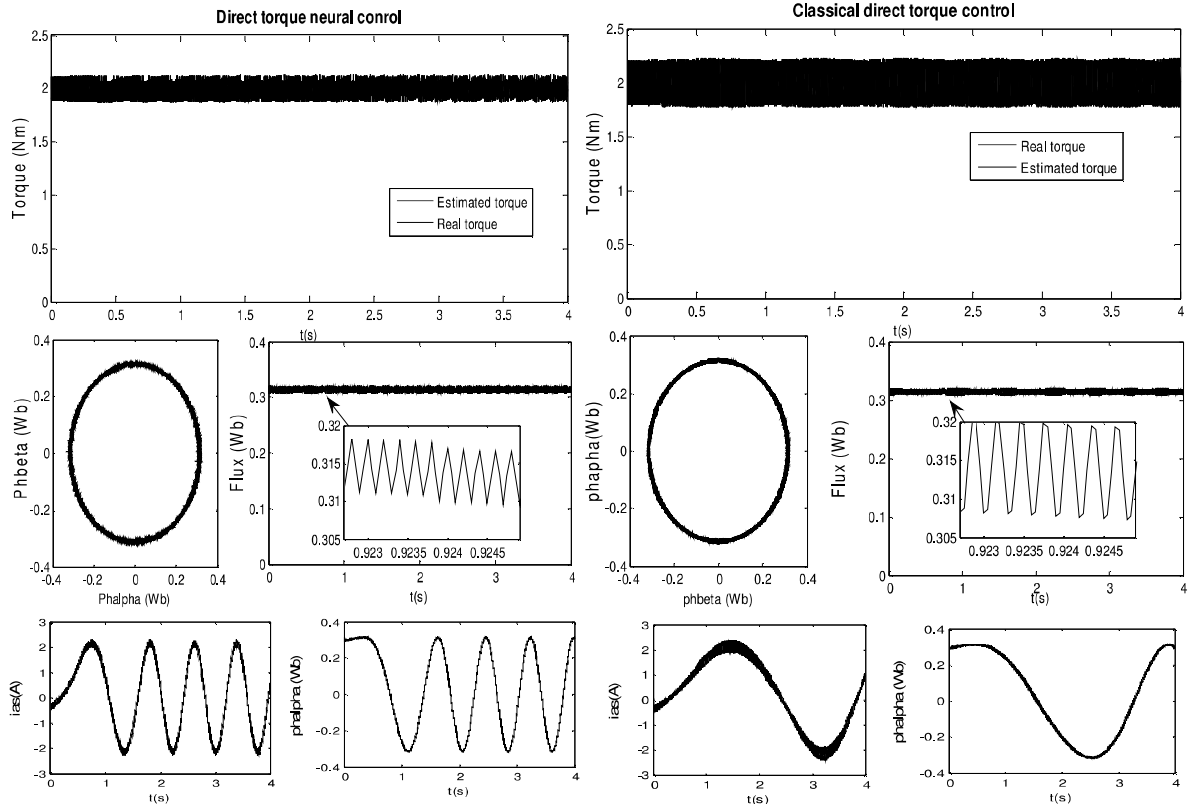 Direct torque neural conrol
2.5
2
1.5
1
0.5
0
Torque (Nm)
Estimated torque
Real torque
0 0.5 1 1.5 2 2.5 3 3.5 4
t(s)
Classical direct torque control
2.5
2
1.5
1
0.5
0
Torque (Nm)
Real torque
Estimated torque
0 0.5 1 1.5 2 2.5 3 3.5 4
t(s)
0.4
0.2
0
-0.2
-0.4
Phbeta (Wb)
-0.4 -0.2 0 0.2 0.4
Phalpha (Wb)
0.4
0.3
0.2
0.1
0
Flux (Wb)
0.32
0.315
0.31
0.305
0.923 0.9235 0.924 0.9245
0 1 2 3 4
t(s)
0.4
0.2
0
-0.2
-0.4
phapha(Wb)
-0.4 -0.2 0 0.2 0.4
phbeta (Wb)
0.4
0.3
0.2
0.1
0
Flux (Wb)
0.32
0.315
0.31
0.305
0.923 0.9235 0.924 0.9245
0 1 2 3 4
t(s)
3
2
1
0
-1
-2
-3
ias(A)
0 1 2 3 4
t(s)
0.4
0.2
0
-0.2
-0.4
phalpha(Wb)
0 1 2 3 4
t(s)
3
2
1
0
-1
-2
-3
ias(A)
0 1 2 3 4
t(s)
0.4
0.2
0
-0.2
-0.4
phalpha(Wb)
0 1 2 3 4
t(s)